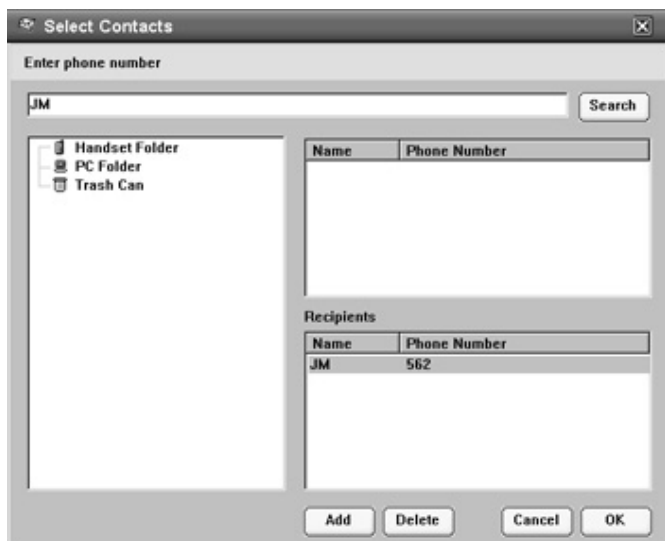 Select Contacts
Enter phone number
JM
Search
Handset Folder
PC Folder
Trash Can
Name Phone Number
Recipients
Name Phone Number
JM 562
Add Delete Cancel OK